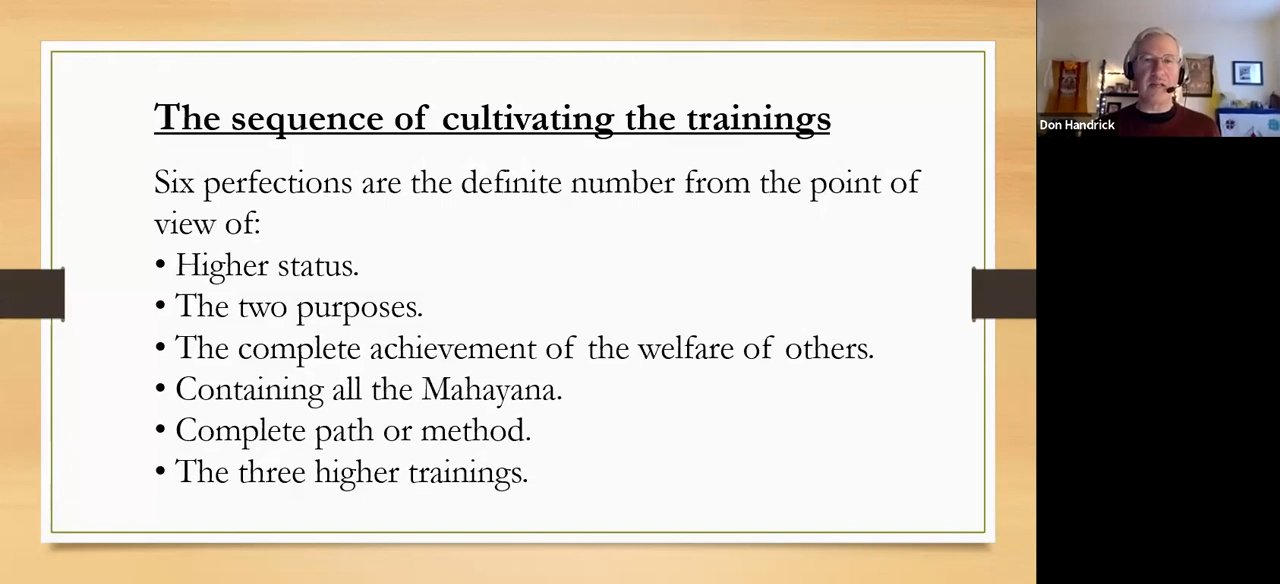 The sequence of cultivating the trainings
Six perfections are the definite number from the point of
view of:
• Higher status.
• The two purposes.
• The complete achievement of the welfare of others.
• Containing all the Mahayana.
• Complete path or method.
• The three higher trainings.
Don Handrick